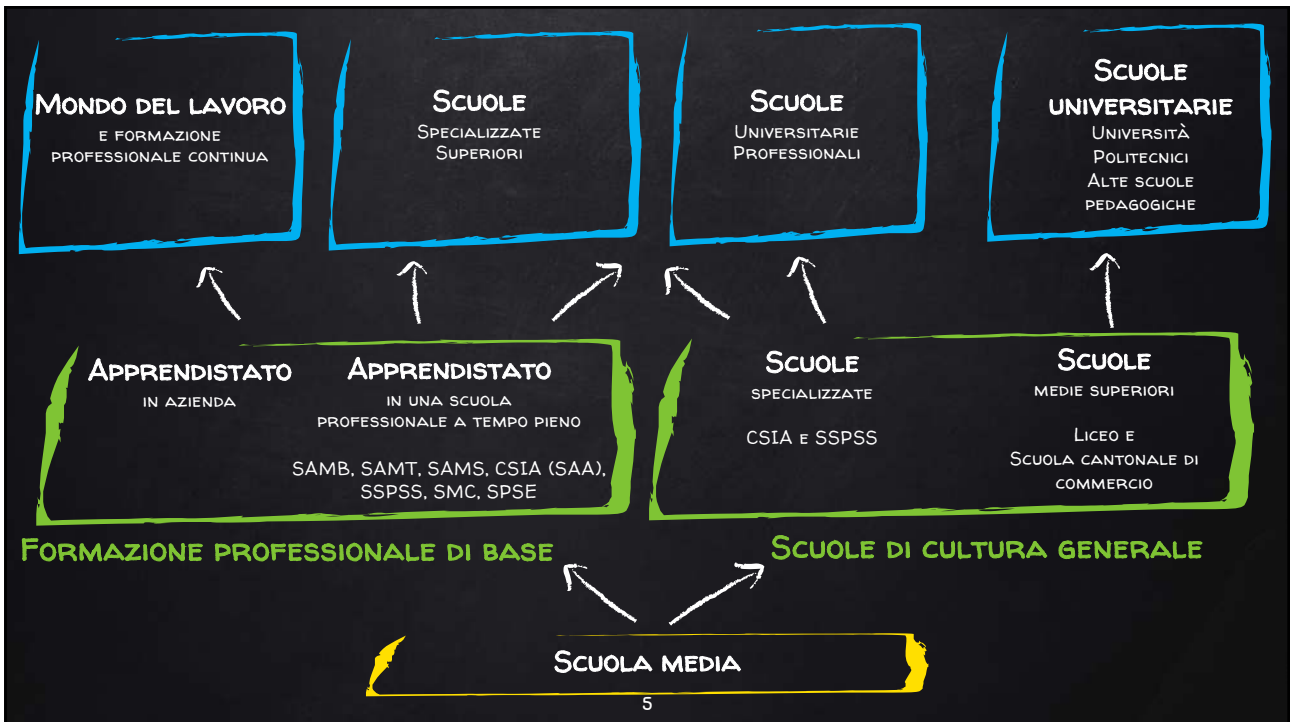 Mondo del lavoro
e formazione
professionale continua
Scuole
Specializzate
Superiori
Scuole
Universitarie
Professionali
Scuole
universitarie
Università
Politecnici
Alte scuole
pedagogiche
Apprendistato
in azienda
Apprendistato
in una scuola
professionale a tempo pieno
SAMB, SAMT, SAMS, CSIA (SAA),
SSPSS, SMC, SPSE
Scuole
specializzate
CSIA e SSPSS
Scuole
medie superiori
Liceo e
Scuola cantonale di
commercio
Formazione professionale di base
Scuole di cultura generale
Scuola media
5